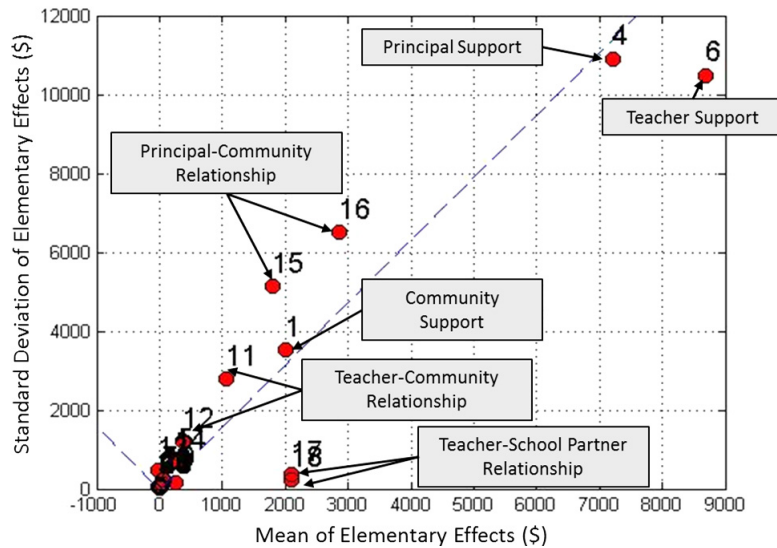 12000
10000
8000
6000
4000
2000
0
Standard Deviation of Elementary Effects ($)
Principal Support
4
6
Teacher Support
Principal-Community
Relationship
16
15
Community
Support
1
11
Teacher-Community
Relationship
12
Teacher-School Partner
Relationship
-1000
0
1000
2000
3000
4000
5000
6000
7000
8000
9000
Mean of Elementary Effects ($)